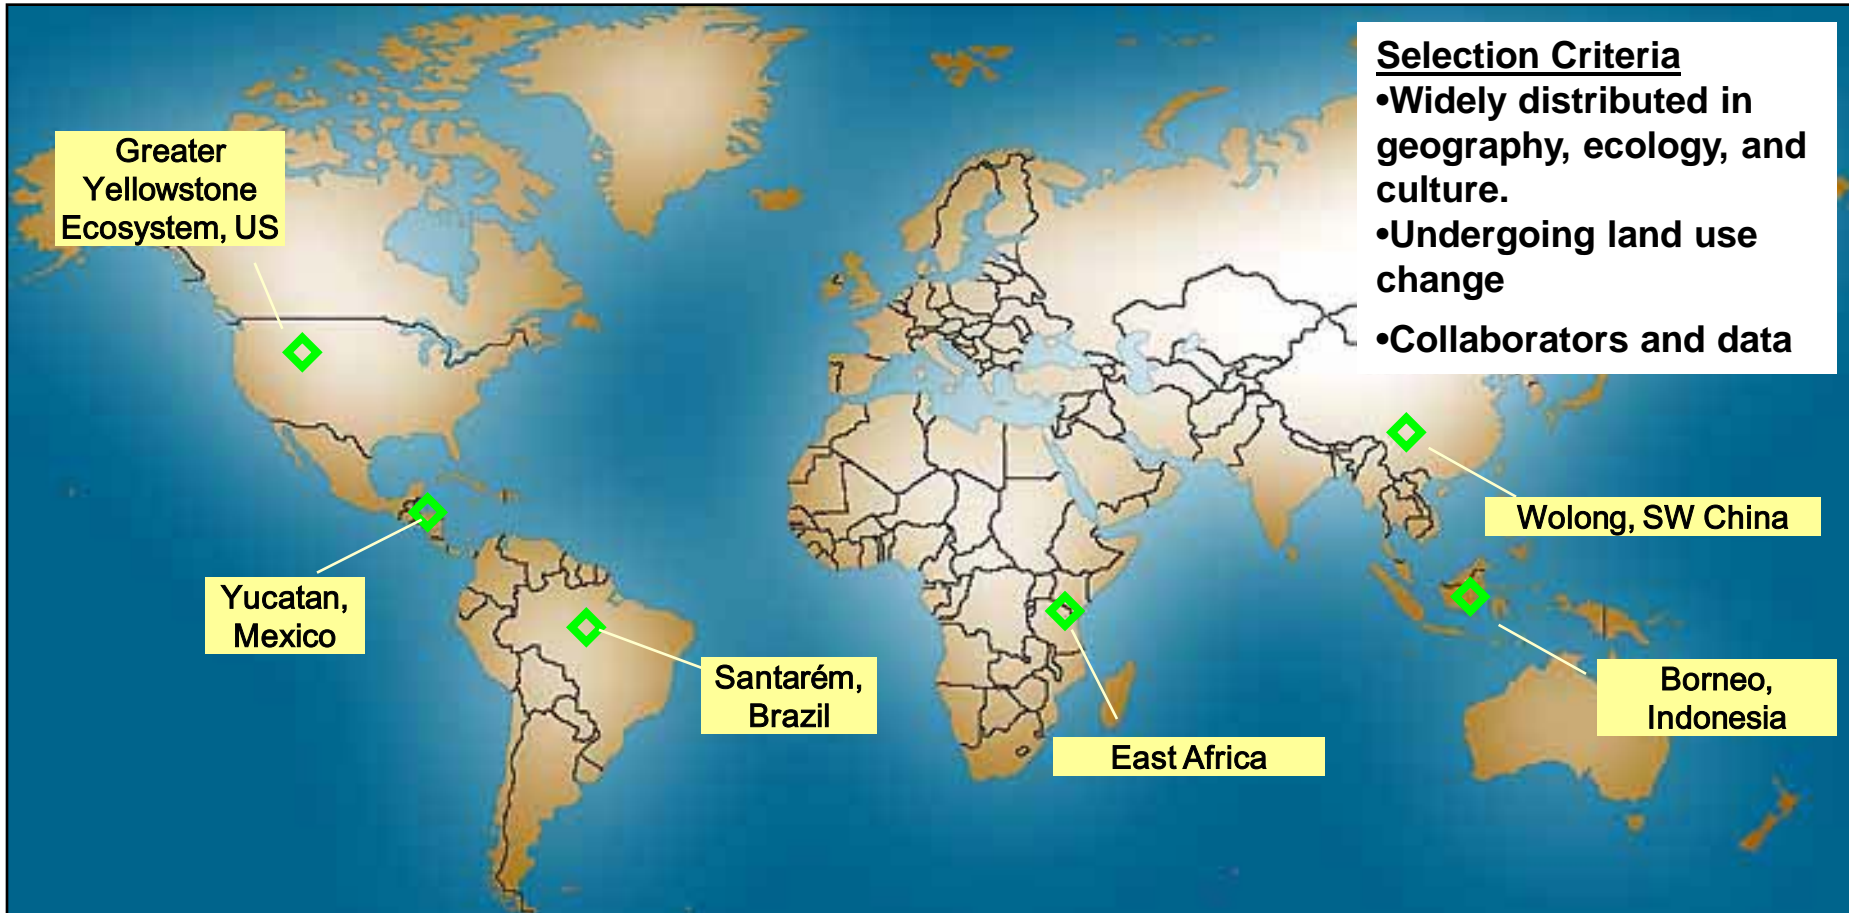 Selection Criteria
•Widely distributed in
geography, ecology, and
culture.
•Undergoing land use
change
•Collaborators and data
Greater
Yellowstone
Ecosystem, US
Wolong, SW China
Yucatan,
Mexico
Santarém,
Brazil
East Africa
Borneo,
Indonesia